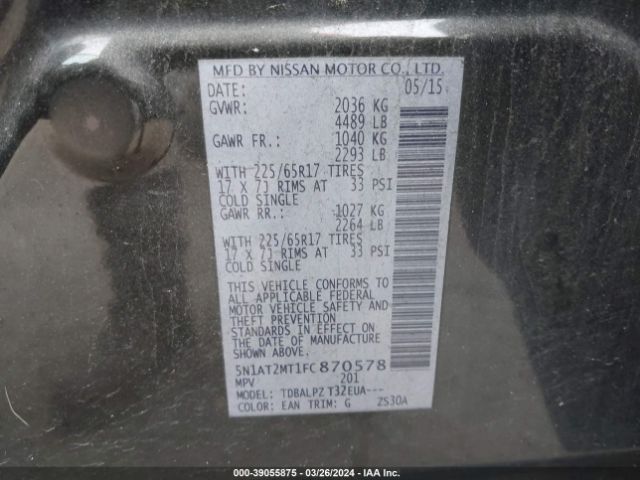 MFD BY NISSAN MOTOR CO., LTD.
DATE: 05/15
GVWR: 2036 KG
4489 LB
GAWR FR.: 1040 KG
2293 LB
WITH 225/65R17 TIRES
17 X 7J RIMS AT 33 PSI
COLD SINGLE
GAWR RR.: 1027 KG
2264 LB
WITH 225/65R17 TIRES
17 X 7J RIMS AT 33 PSI
COLD SINGLE
THIS VEHICLE CONFORMS TO
ALL APPLICABLE FEDERAL
MOTOR VEHICLE SAFETY AND
THEFT PREVENTION
STANDARDS IN EFFECT ON
THE DATE OF MANUFACTURE
SHOWN ABOVE.
5N1AT2MT1FC870578
MPV 201
MODEL: TDBALPZ T32EUA---
COLOR: EAN TRIM: G ZS30A
000-39055875 - 03/26/2024 - IAA Inc.